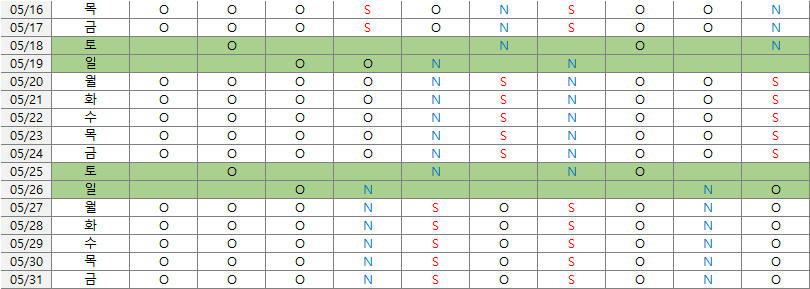 05/16 목 O O O S O N S O O N
05/17 금 O O O S O N S O O N
05/18 토 O N O N
05/19 일 O O N N
05/20 월 O O O O N S N O O S
05/21 화 O O O O N S N O O S
05/22 수 O O O O N S N O O S
05/23 목 O O O O N S N O O S
05/24 금 O O O O N S N O O S
05/25 토 O N N O
05/26 일 O N N O
05/27 월 O O O N S O S O N O
05/28 화 O O O N S O S O N O
05/29 수 O O O N S O S O N O
05/30 목 O O O N S O S O N O
05/31 금 O O O N S O S O N O